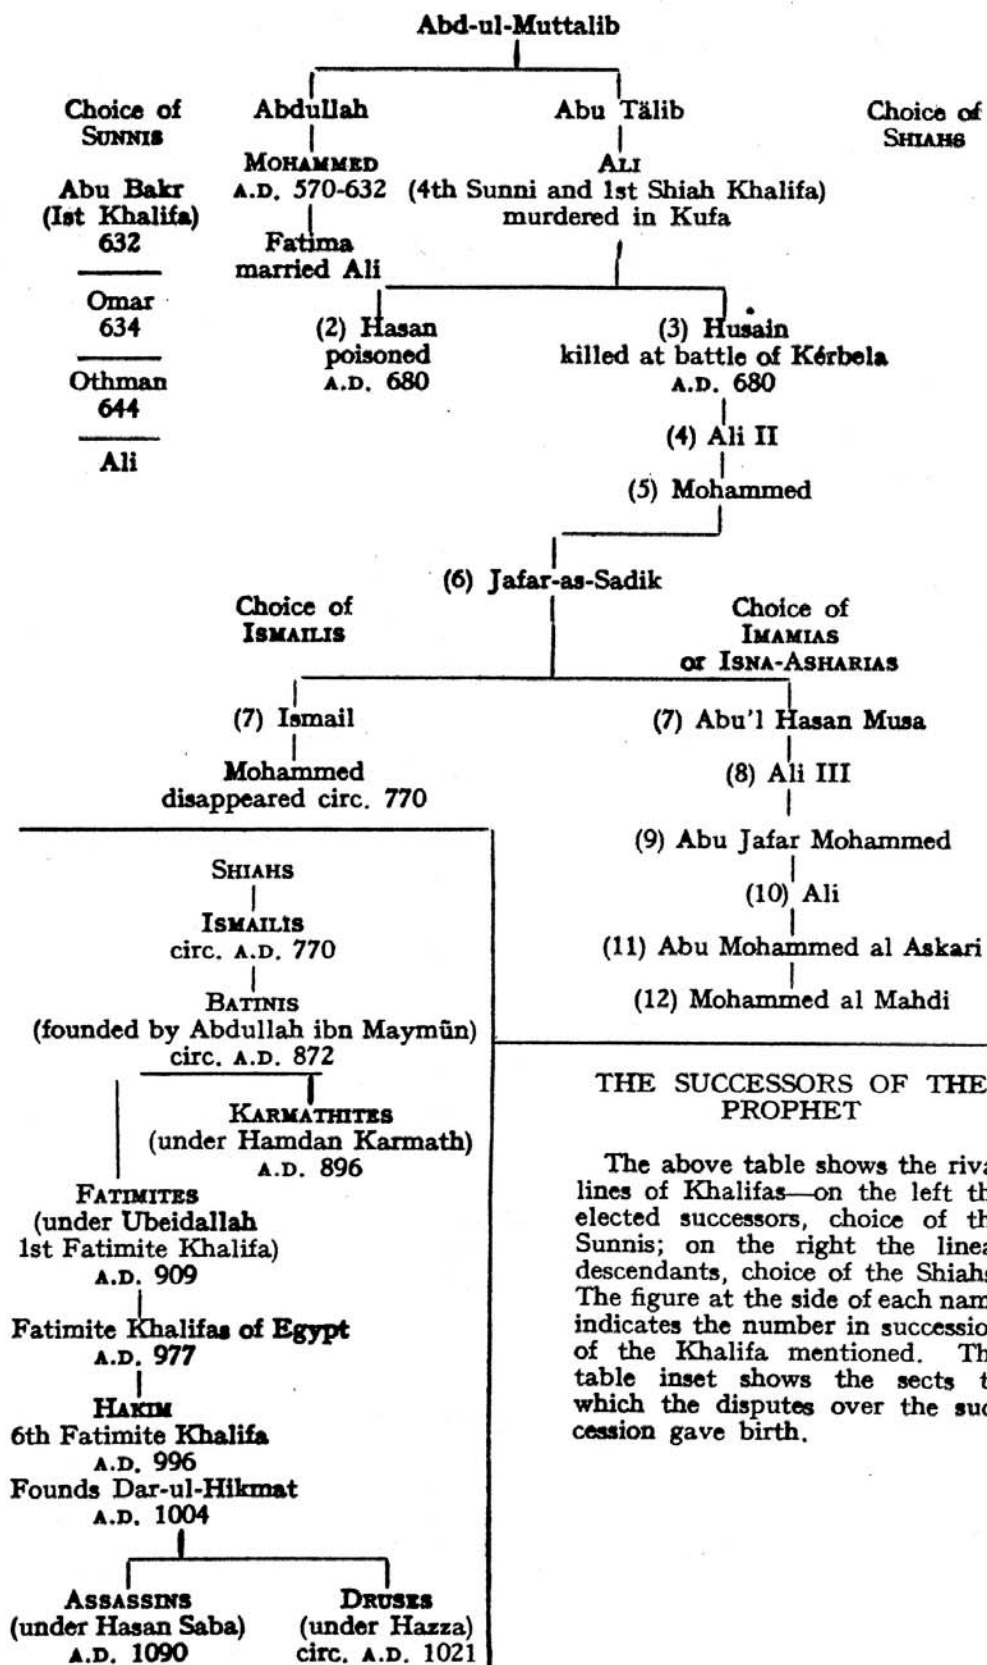 Abd-ul-Muttalib
Choice of
SUNNIS
Abdullah
Abu Tälib
Choice of
SHIAHS
Abu Bakr
(Ist Khalifa)
632
Omar
634
Othman
644
Ali
MOHAMMED
A.D. 570-632
Fatima
married Ali
ALI
(4th Sunni and 1st Shiah Khalifa)
murdered in Kufa
(2) Hasan
poisoned
A.D. 680
(3) Husain
killed at battle of Kérbela
A.D. 680
(4) Ali II
(5) Mohammed
(6) Jafar-as-Sadik
Choice of
ISMAILIS
Choice of
IMAMIAS
or ISNA-ASHARIAS
(7) Ismail
Mohammed
disappeared circ. 770
(7) Abu'l Hasan Musa
(8) Ali III
(9) Abu Jafar Mohammed
(10) Ali
(11) Abu Mohammed al Askari
(12) Mohammed al Mahdi
SHIAHS
ISMAILIS
circ. A.D. 770
BATINIS
(founded by Abdullah ibn Maymūn)
circ. A.D. 872
KARMATHITES
(under Hamdan Karmath)
A.D. 896
FATIMITES
(under Ubeidallah
1st Fatimite Khalifa)
A.D. 909
Fatimite Khalifas of Egypt
A.D. 977
HAKIM
6th Fatimite Khalifa
A.D. 996
Founds Dar-ul-Hikmat
A.D. 1004
ASSASSINS
(under Hasan Saba)
A.D. 1090
DRUSES
(under Hazza)
circ. A.D. 1021
THE SUCCESSORS OF THE
PROPHET
The above table shows the riva
lines of Khalifas—on the left th
elected successors, choice of th
Sunnis; on the right the linea
descendants, choice of the Shiahs
The figure at the side of each nam
indicates the number in successio
of the Khalifa mentioned. Th
table inset shows the sects t
which the disputes over the suc
cession gave birth.